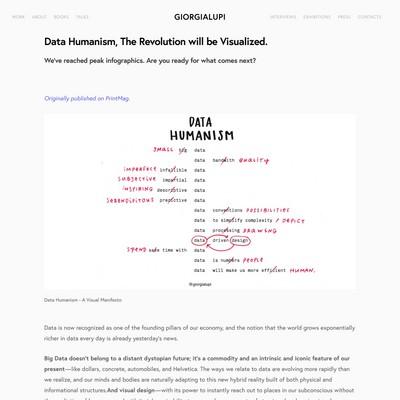 WORK ABOUT BOOKS TALKS GIORGIALUPI INTERVIEWS EXHIBITIONS PRESS CONTACTS
Data Humanism, The Revolution will be Visualized.
We've reached peak infographics. Are you ready for what comes next?
Originally published on PrintMag.
DATA
HUMANISM
SMALL big data
data bandwith QUALITY
IMPERFECT infallible data
SUBJECTIVE impartial data
INSPIRING descriptive data
SERENDIPITOUS predictive data
data conventions POSSIBILITIES
data to simplify complexity / DEPICT
data processing DRAWING
data driven design
SPEND save time with data
data is numbers PEOPLE
data will make us more efficient HUMAN.
@giorgialupi
Data Humanism - A Visual Manifesto
Data is now recognized as one of the founding pillars of our economy, and the notion that the world grows exponentially
richer in data every day is already yesterday's news.
Big Data doesn't belong to a distant dystopian future; it's a commodity and an intrinsic and iconic feature of our
present—like dollars, concrete, automobiles, and Helvetica. The ways we relate to data are evolving more rapidly than
we realize, and our minds and bodies are naturally adapting to this new hybrid reality built of both physical and
informational structures.And visual design—with its power to instantly reach out to places in our subconscious without